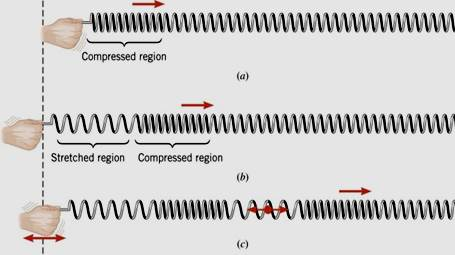 Compressed region
(a)
Stretched region Compressed region
(b)
(c)